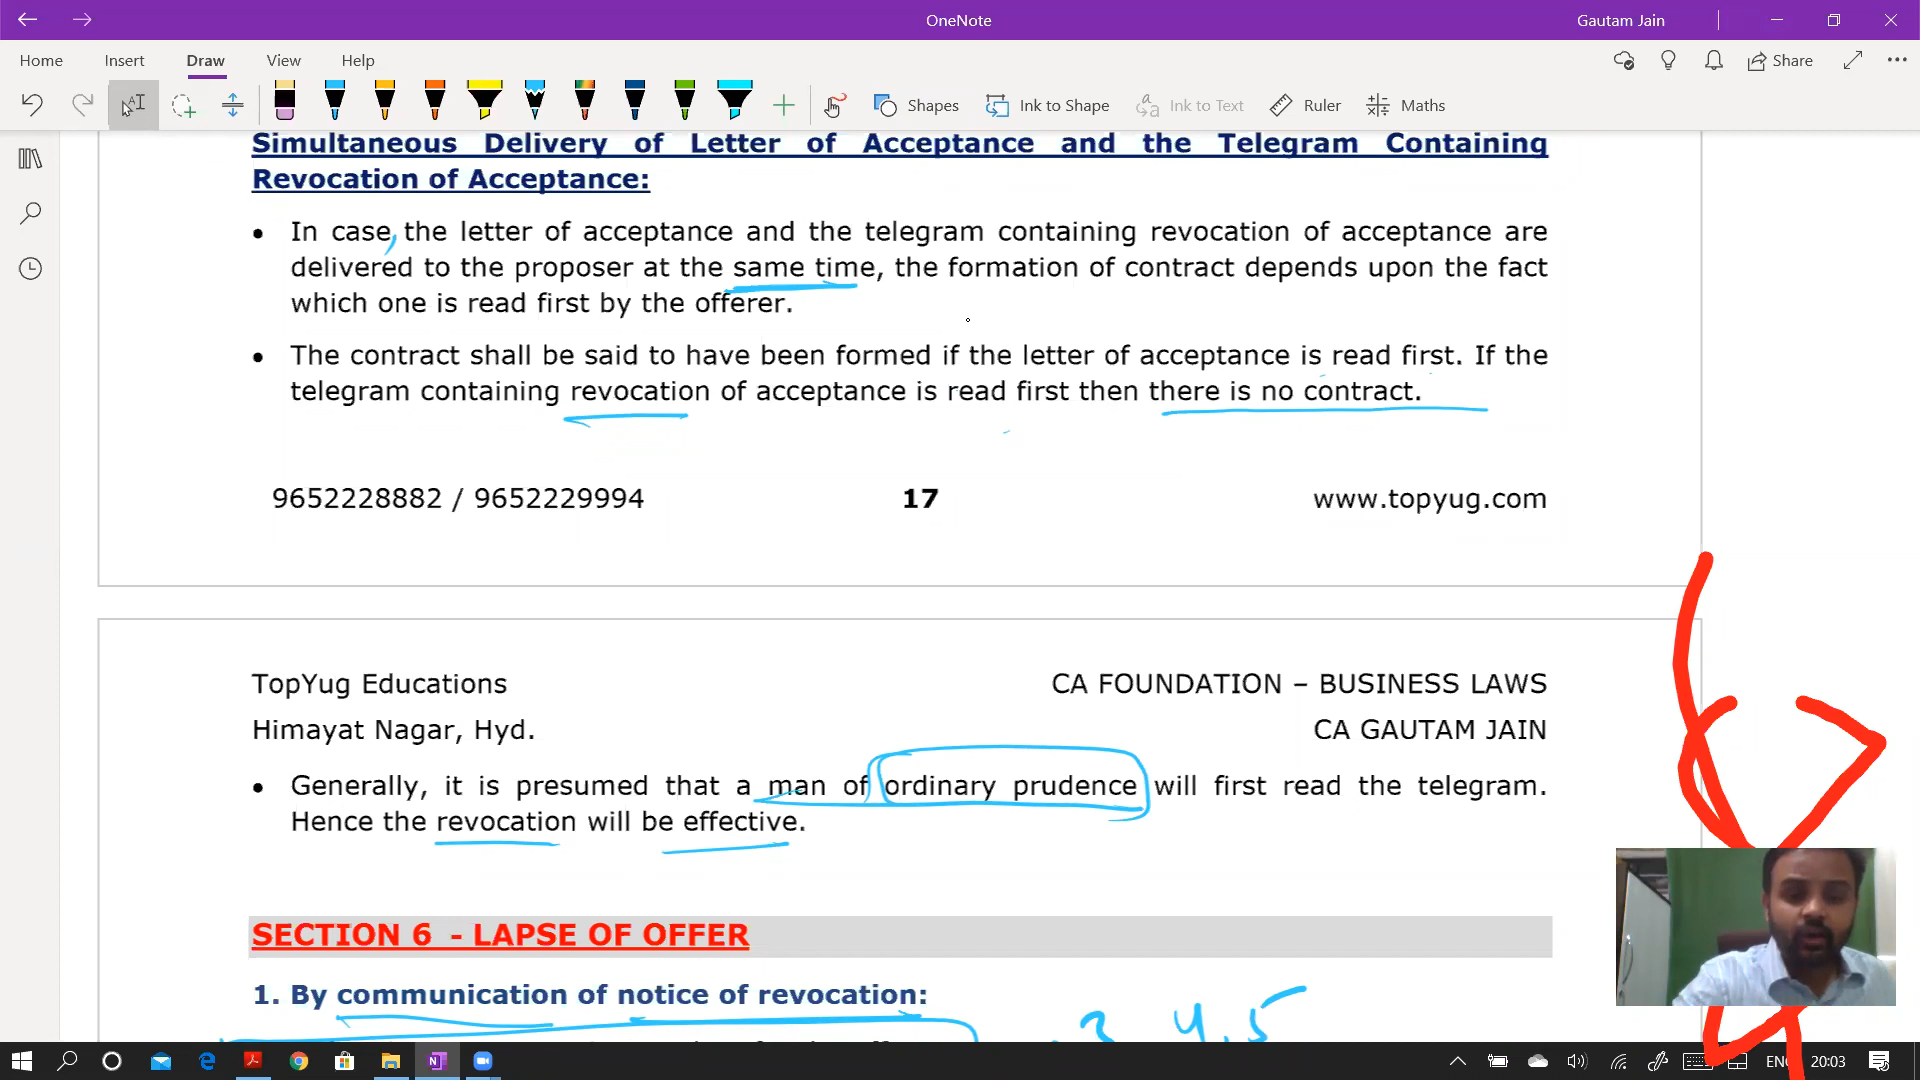 OneNote
Gautam Jain
Home Insert Draw View Help
Share
Shapes Ink to Shape Ink to Text Ruler Maths
Simultaneous Delivery of Letter of Acceptance and the Telegram Containing
Revocation of Acceptance:
• In case, the letter of acceptance and the telegram containing revocation of acceptance are
delivered to the proposer at the same time, the formation of contract depends upon the fact
which one is read first by the offerer.
• The contract shall be said to have been formed if the letter of acceptance is read first. If the
telegram containing revocation of acceptance is read first then there is no contract.
9652228882 / 9652229994 17 www.topyug.com
TopYug Educations CA FOUNDATION – BUSINESS LAWS
Himayat Nagar, Hyd. CA GAUTAM JAIN
• Generally, it is presumed that a man of ordinary prudence will first read the telegram.
Hence the revocation will be effective.
SECTION 6 - LAPSE OF OFFER
1. By communication of notice of revocation:
3 4,5
20:03